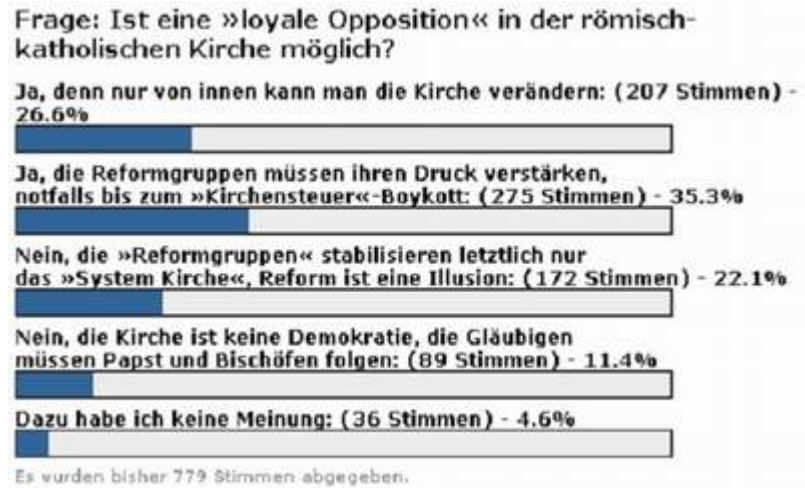 Frage: Ist eine »loyale Opposition« in der römisch-
katholischen Kirche möglich?
Ja, denn nur von innen kann man die Kirche verändern: (207 Stimmen) -
26.6%
Ja, die Reformgruppen müssen ihren Druck verstärken,
notfalls bis zum »Kirchensteuer«-Boykott: (275 Stimmen) - 35.3%
Nein, die »Reformgruppen« stabilisieren letztlich nur
das »System Kirche«, Reform ist eine Illusion: (172 Stimmen) - 22.1%
Nein, die Kirche ist keine Demokratie, die Gläubigen
müssen Papst und Bischöfen folgen: (89 Stimmen) - 11.4%
Dazu habe ich keine Meinung: (36 Stimmen) - 4.6%
Es wurden bisher 779 Stimmen abgegeben.